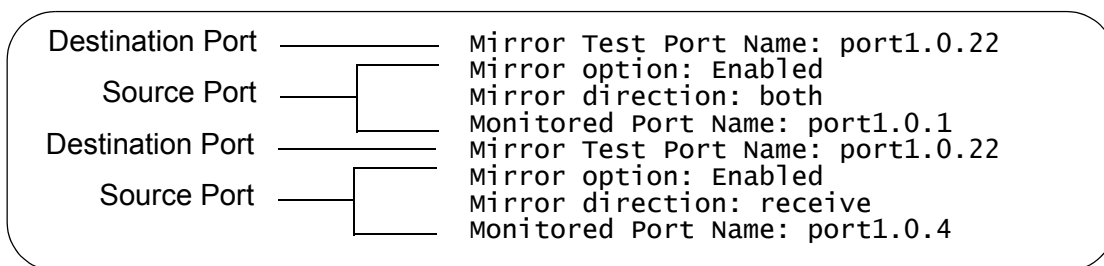 Destination Port Mirror Test Port Name: port1.0.22
Mirror option: Enabled
Source Port Mirror direction: both
Monitored Port Name: port1.0.1
Destination Port Mirror Test Port Name: port1.0.22
Mirror option: Enabled
Source Port Mirror direction: receive
Monitored Port Name: port1.0.4